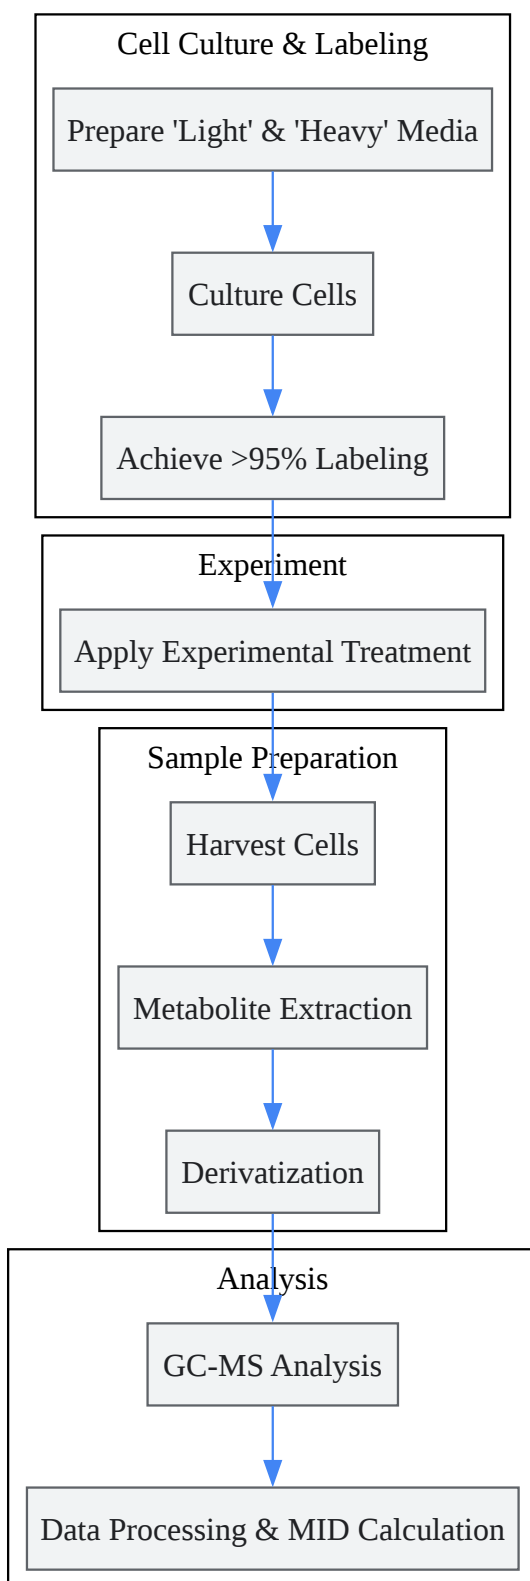 Cell Culture & Labeling
Prepare 'Light' & 'Heavy' Media
Culture Cells
Achieve >95% Labeling
Experiment
Apply Experimental Treatment
Sample Preparation
Harvest Cells
Metabolite Extraction
Derivatization
Analysis
GC-MS Analysis
Data Processing & MID Calculation